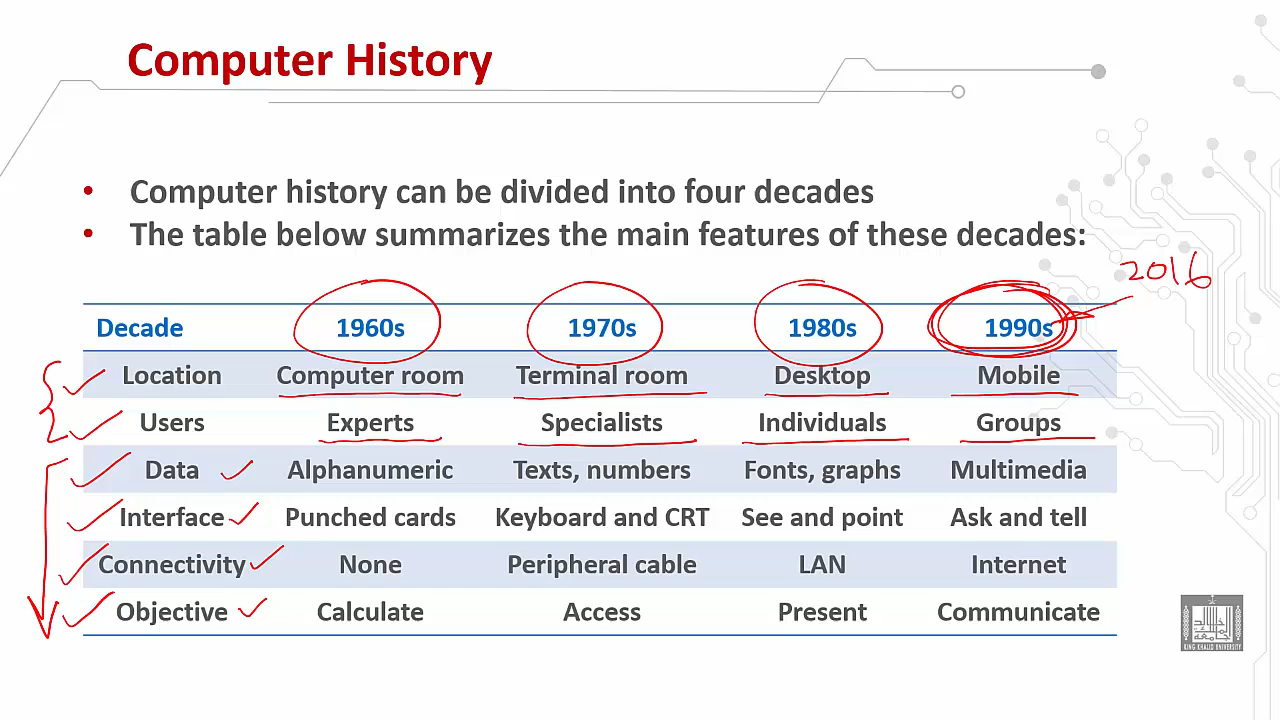 Computer History
• Computer history can be divided into four decades
• The table below summarizes the main features of these decades:
2016
Decade 1960s 1970s 1980s 1990s
Location Computer room Terminal room Desktop Mobile
Users Experts Specialists Individuals Groups
Data Alphanumeric Texts, numbers Fonts, graphs Multimedia
Interface Punched cards Keyboard and CRT See and point Ask and tell
Connectivity None Peripheral cable LAN Internet
Objective Calculate Access Present Communicate
KING KHALID UNIVERSITY